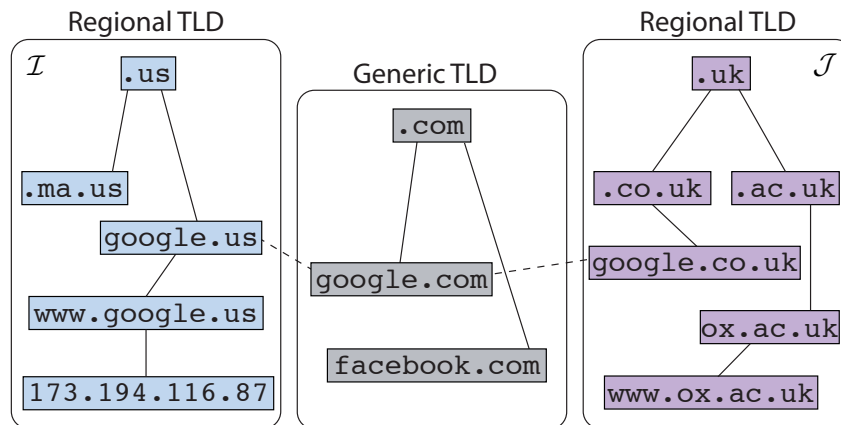 Regional TLD
ℐ
.us
.ma.us
google.us
www.google.us
173.194.116.87
Generic TLD
.com
google.com
facebook.com
Regional TLD
𝒥
.uk
.co.uk
.ac.uk
google.co.uk
ox.ac.uk
www.ox.ac.uk